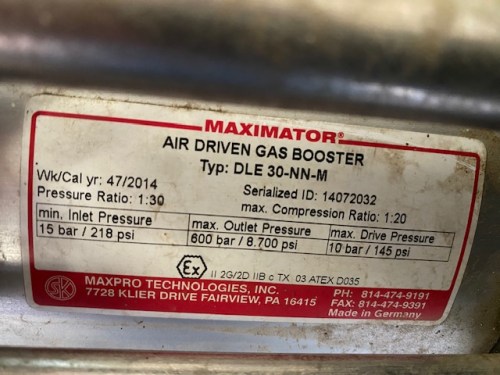 MAXIMATOR®
AIR DRIVEN GAS BOOSTER
Typ: DLE 30-NN-M
Wk/Cal yr: 47/2014 Serialized ID: 14072032
Pressure Ratio: 1:30 max. Compression Ratio: 1:20
min. Inlet Pressure max. Outlet Pressure max. Drive Pressure
15 bar / 218 psi 600 bar / 8.700 psi 10 bar / 145 psi
Ex II 2G/2D IIB c TX 03 ATEX D035
MAXPRO TECHNOLOGIES, INC. PH: 814-474-9191
7728 KLIER DRIVE FAIRVIEW, PA 16415 FAX: 814-474-9391
Made in Germany